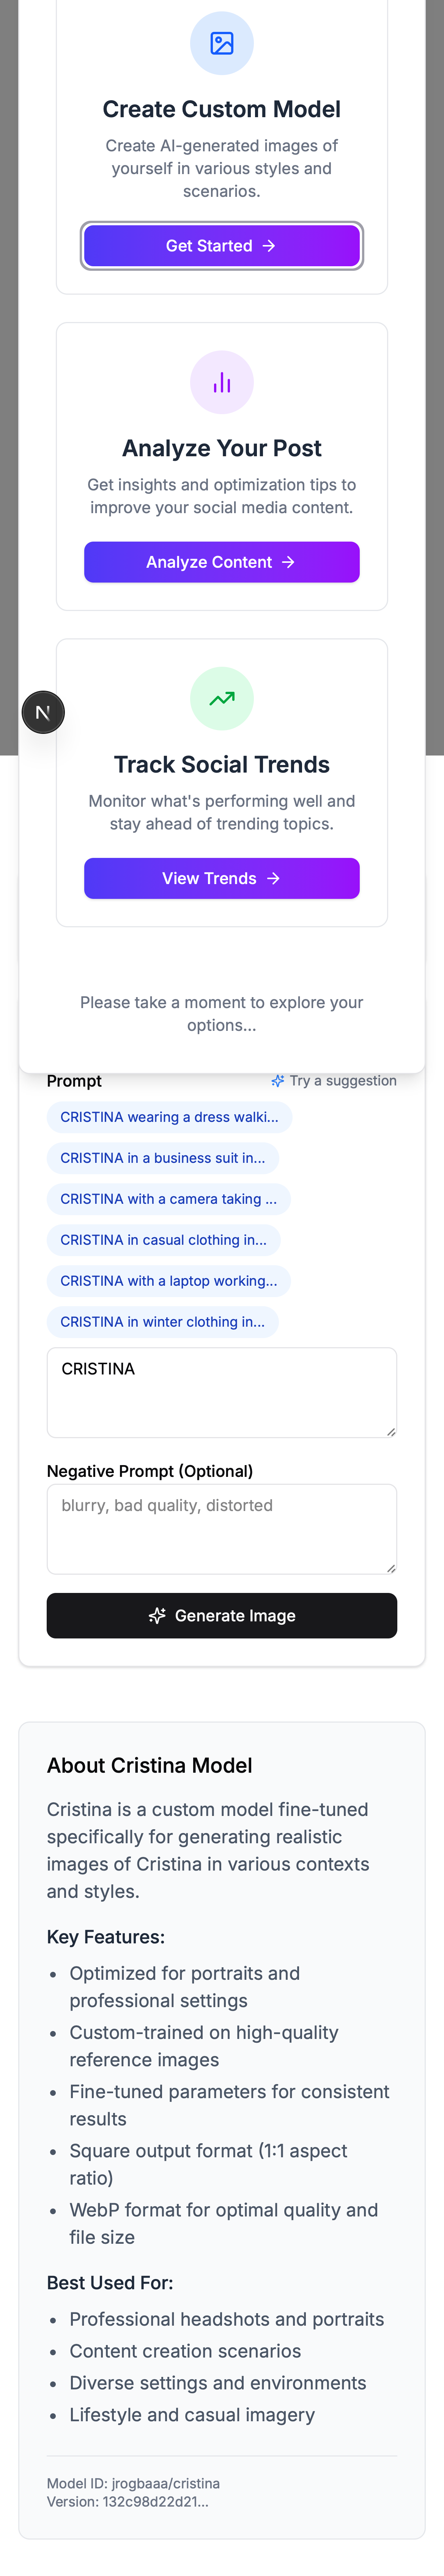 Create Custom Model
Create AI-generated images of
yourself in various styles and
scenarios.
Get Started
Analyze Your Post
Get insights and optimization tips to
improve your social media content.
Analyze Content
N
Track Social Trends
Monitor what's performing well and
stay ahead of trending topics.
View Trends
Please take a moment to explore your
options...
Prompt
Try a suggestion
CRISTINA wearing a dress walki...
CRISTINA in a business suit in...
CRISTINA with a camera taking ...
CRISTINA in casual clothing in...
CRISTINA with a laptop working...
CRISTINA in winter clothing in...
CRISTINA
Negative Prompt (Optional)
blurry, bad quality, distorted
Generate Image
About Cristina Model
Cristina is a custom model fine-tuned
specifically for generating realistic
images of Cristina in various contexts
and styles.
Key Features:
• Optimized for portraits and
professional settings
• Custom-trained on high-quality
reference images
• Fine-tuned parameters for consistent
results
• Square output format (1:1 aspect
ratio)
• WebP format for optimal quality and
file size
Best Used For:
• Professional headshots and portraits
• Content creation scenarios
• Diverse settings and environments
• Lifestyle and casual imagery
Model ID: jrogbaaa/cristina
Version: 132c98d22d21...